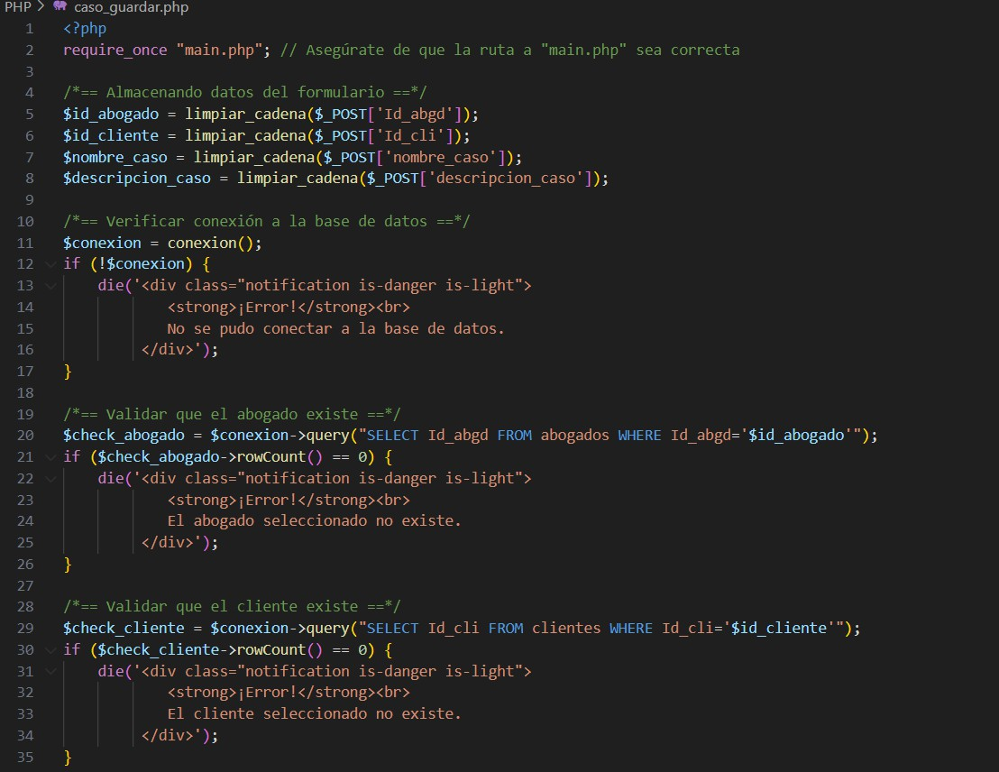 PHP > caso_guardar.php
1 <?php
2 require_once "main.php"; // Asegúrate de que la ruta a "main.php" sea correcta
3
4 /*== Almacenando datos del formulario ==*/
5 $id_abogado = limpiar_cadena($_POST['Id_abgd']);
6 $id_cliente = limpiar_cadena($_POST['Id_cli']);
7 $nombre_caso = limpiar_cadena($_POST['nombre_caso']);
8 $descripcion_caso = limpiar_cadena($_POST['descripcion_caso']);
9
10 /*== Verificar conexión a la base de datos ==*/
11 $conexion = conexion();
12 if (!$conexion) {
13     die('<div class="notification is-danger is-light">
14             <strong>¡Error!</strong><br>
15             No se pudo conectar a la base de datos.
16          </div>');
17 }
18
19 /*== Validar que el abogado existe ==*/
20 $check_abogado = $conexion->query("SELECT Id_abgd FROM abogados WHERE Id_abgd='$id_abogado'");
21 if ($check_abogado->rowCount() == 0) {
22     die('<div class="notification is-danger is-light">
23             <strong>¡Error!</strong><br>
24             El abogado seleccionado no existe.
25          </div>');
26 }
27
28 /*== Validar que el cliente existe ==*/
29 $check_cliente = $conexion->query("SELECT Id_cli FROM clientes WHERE Id_cli='$id_cliente'");
30 if ($check_cliente->rowCount() == 0) {
31     die('<div class="notification is-danger is-light">
32             <strong>¡Error!</strong><br>
33             El cliente seleccionado no existe.
34          </div>');
35 }